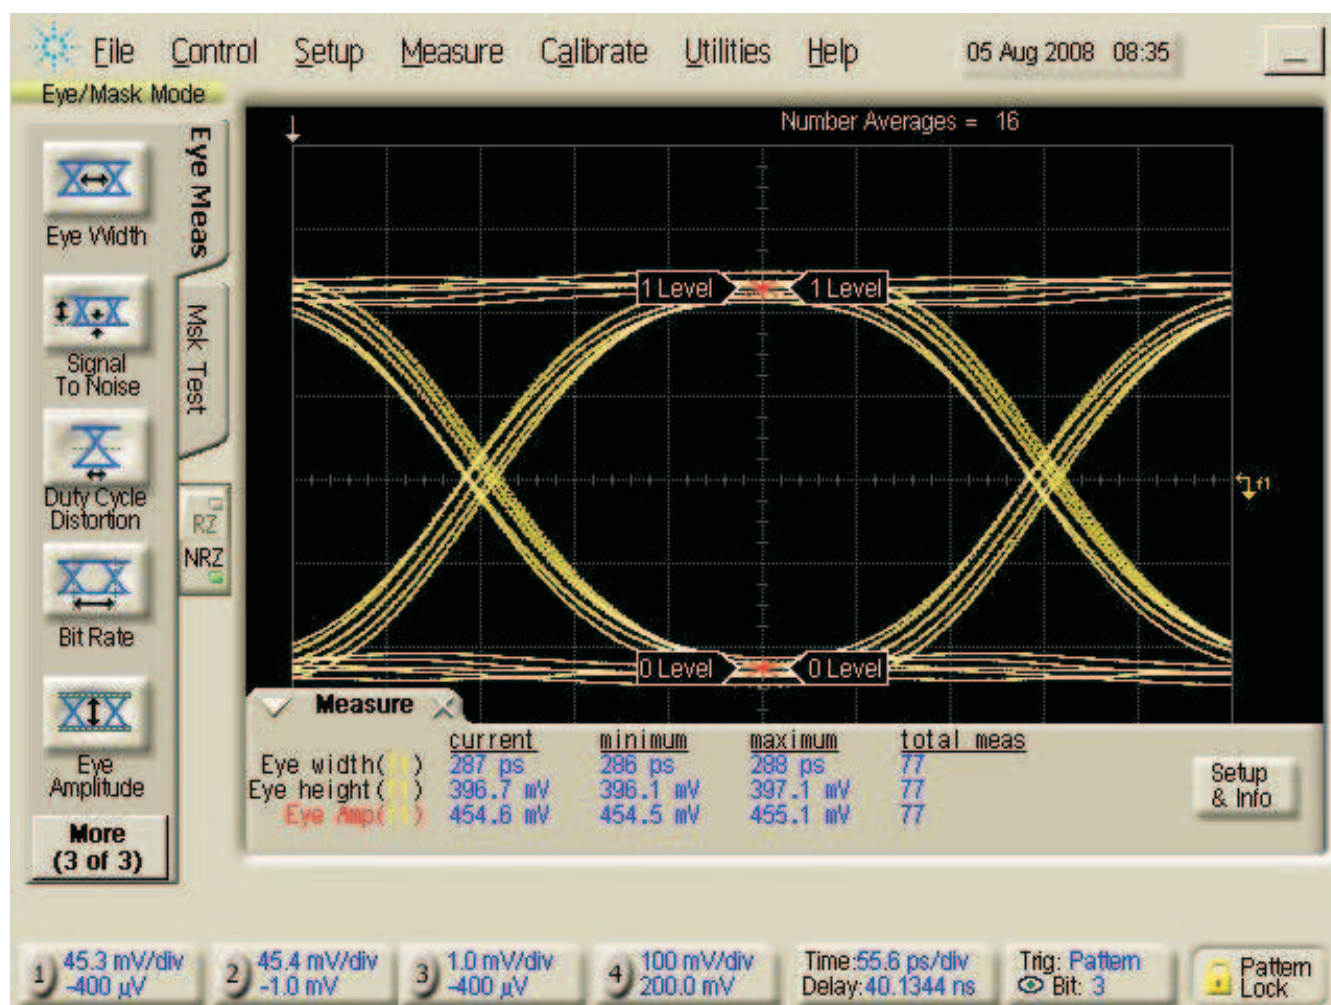 File Control Setup Measure Calibrate Utilities Help 05 Aug 2008 08:35
Eye/Mask Mode
Number Averages = 16
Eye Meas
Eye Width
Signal
To Noise
Msk Test
Duty Cycle
Distortion
RZ
NRZ
Bit Rate
Eye
Amplitude
More
(3 of 3)
1 Level 1 Level
f1
0 Level 0 Level
Measure
current minimum maximum total meas
Eye width(f1) 287 ps 286 ps 288 ps 77
Eye height(f1) 396.7 mV 396.1 mV 397.1 mV 77
Eye Amp(f1) 454.6 mV 454.5 mV 455.1 mV 77
Setup
& Info
1 45.3 mV/div
-400 µV
2 45.4 mV/div
-1.0 mV
3 1.0 mV/div
-400 µV
4 100 mV/div
200.0 mV
Time:55.6 ps/div
Delay:40.1344 ns
Trig: Pattern
Bit: 3
Pattern
Lock